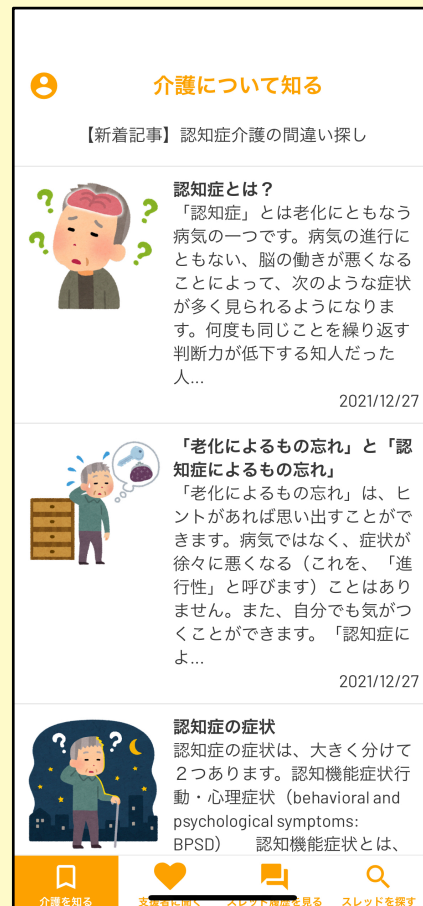 介護について知る
【新着記事】認知症介護の間違い探し
認知症とは？
「認知症」とは老化にともなう
病気の一つです。病気の進行に
ともない、脳の働きが悪くなる
ことによって、次のような症状
が多く見られるようになりま
す。何度も同じことを繰り返す
判断力が低下する知人だった
人...
2021/12/27
「老化によるもの忘れ」と「認
知症によるもの忘れ」
「老化によるもの忘れ」は、ヒ
ントがあれば思い出すことがで
きます。病気ではなく、症状が
徐々に悪くなる（これを、「進
行性」と呼びます）ことはあり
ません。また、自分でも気がつ
くことができます。「認知症に
よ...
2021/12/27
認知症の症状
認知症の症状は、大きく分けて
２つあります。認知機能症状行
動・心理症状（behavioral and
psychological symptoms:
BPSD）　認知機能症状とは、
介護を知る
支援者に聞く
スレッド履歴を見る
スレッドを探す